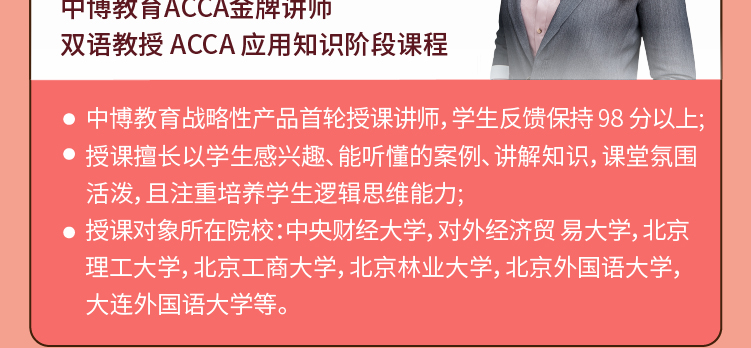 中博教育ACCA金牌讲师
双语教授 ACCA 应用知识阶段课程
● 中博教育战略性产品首轮授课讲师，学生反馈保持 98 分以上；
● 授课擅长以学生感兴趣、能听懂的案例、讲解知识，课堂氛围
活泼，且注重培养学生逻辑思维能力；
● 授课对象所在院校：中央财经大学，对外经济贸 易大学，北京
理工大学，北京工商大学，北京林业大学，北京外国语大学，
大连外国语大学等。